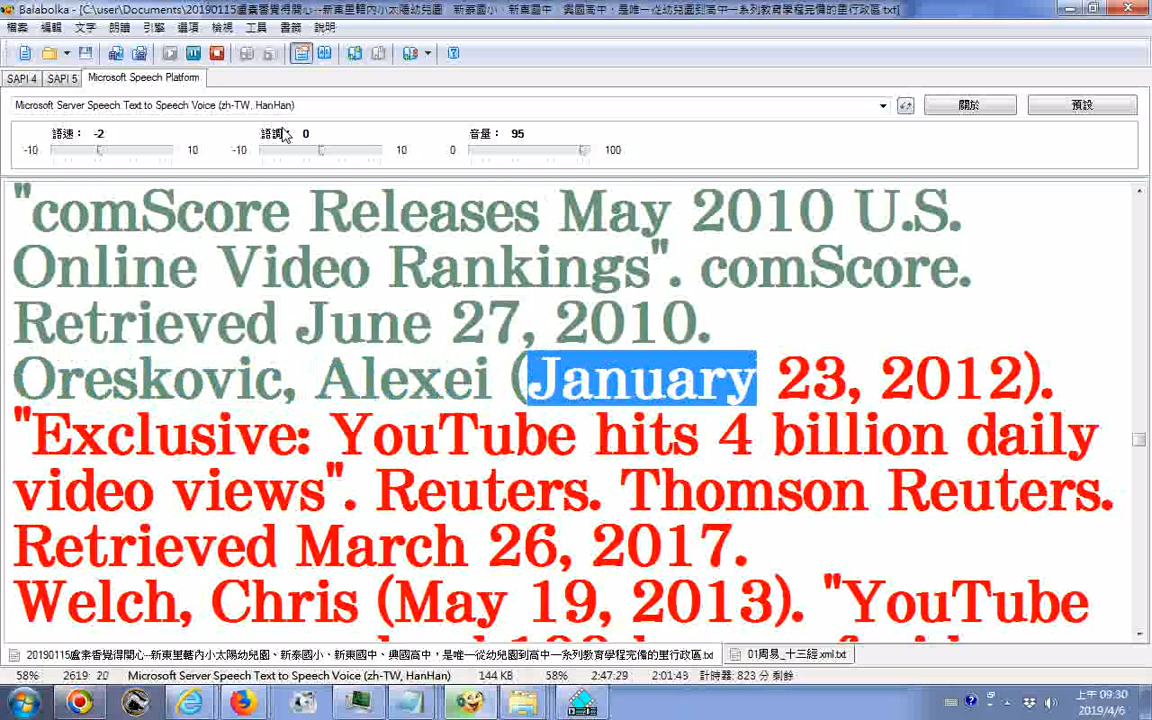 Balabolka - [C:\user\Documents\20190115盧素香覺得開心--新東里轄內小太陽幼兒園、新泰國小、新東國中、興國高中，是唯一從幼兒園到高中一系列教育學程完備的里行政區.txt]
檔案 編輯 文字 朗讀 引擎 選項 檢視 工具 書籤 說明
SAPI 4 SAPI 5 Microsoft Speech Platform
Microsoft Server Speech Text to Speech Voice (zh-TW, HanHan) 關於 預設
語速： -2 語調： 0 音量： 95
-10 10 -10 10 0 100
"comScore Releases May 2010 U.S.
Online Video Rankings". comScore.
Retrieved June 27, 2010.
Oreskovic, Alexei (January 23, 2012).
"Exclusive: YouTube hits 4 billion daily
video views". Reuters. Thomson Reuters.
Retrieved March 26, 2017.
Welch, Chris (May 19, 2013). "YouTube
20190115盧素香覺得開心--新東里轄內小太陽幼兒園、新泰國小、新東國中、興國高中，是唯一從幼兒園到高中一系列教育學程完備的里行政區.txt 01周易_十三經.xml.txt
58% 2619: 20 Microsoft Server Speech Text to Speech Voice (zh-TW, HanHan) 144 KB 58% 2:47:29 2:01:43 計時器: 823 分 剩餘
上午 09:30
2019/4/6